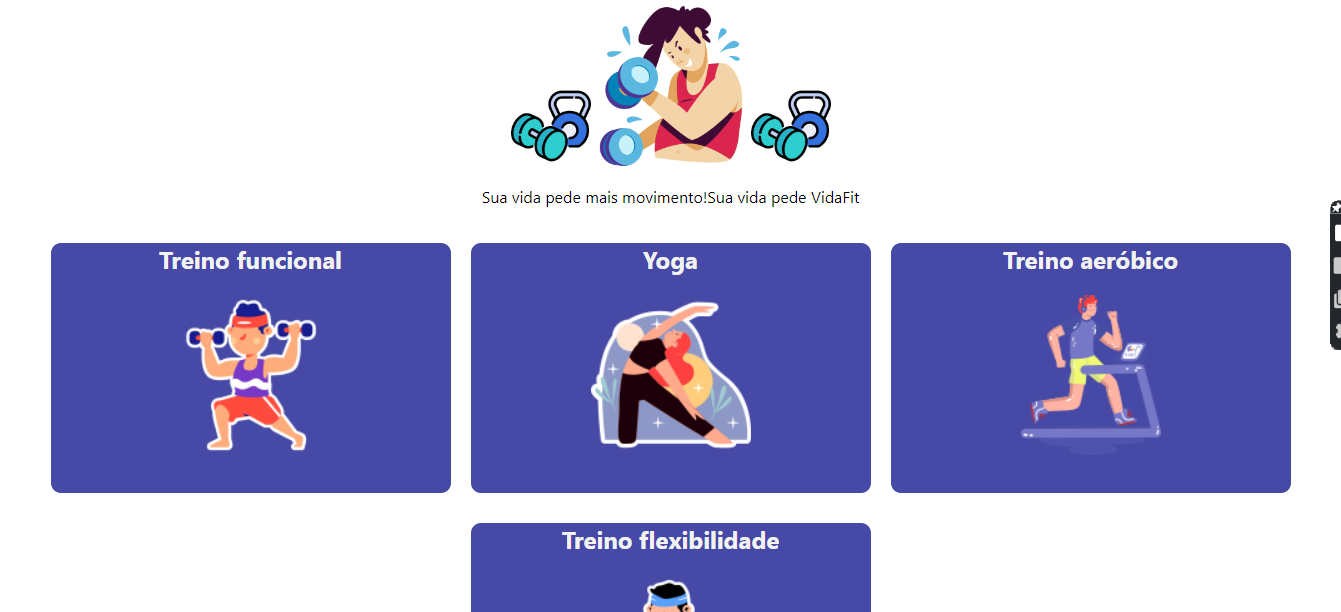 Sua vida pede mais movimento!Sua vida pede VidaFit
Treino funcional
Yoga
Treino aeróbico
Treino flexibilidade